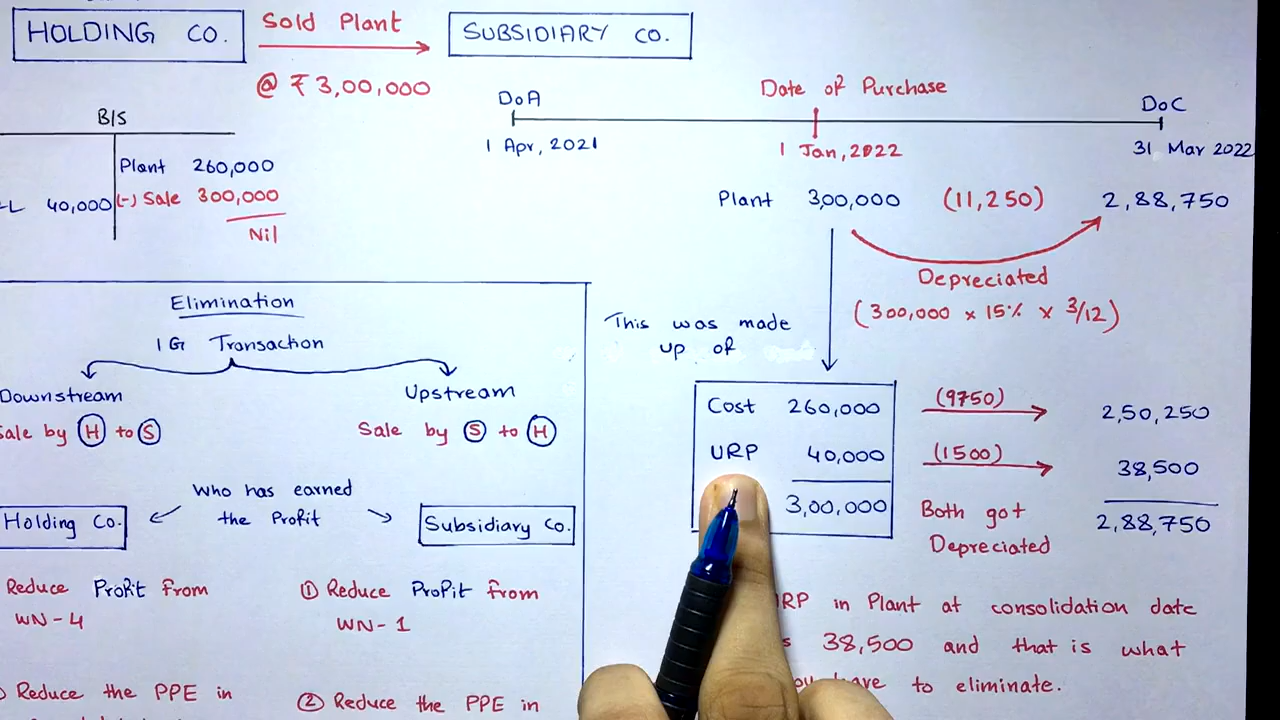 HOLDING CO.
Sold Plant
@ ₹ 3,00,000
SUBSIDIARY CO.
B/S
Plant 260,000
40,000 (-) Sale 300,000
Nil
DoA
Date of Purchase
DoC
1 Apr, 2021
1 Jan, 2022
31 Mar 2022
Plant 3,00,000 (11,250) 2,88,750
Depreciated
(300,000 x 15% x 3/12)
This was made
up of
Cost 260,000 (9750) 2,50,250
URP 40,000 (1500) 38,500
3,00,000
Both got
Depreciated
2,88,750
RP in Plant at consolidation date
38,500 and that is what
to eliminate.
Elimination
IG Transaction
Downstream
ale by H to S
Upstream
Sale by S to H
Who has earned
the Profit
Holding Co.
Subsidiary Co.
Reduce Profit from
WN-4
① Reduce Profit from
WN-1
Reduce the PPE in
② Reduce the PPE in